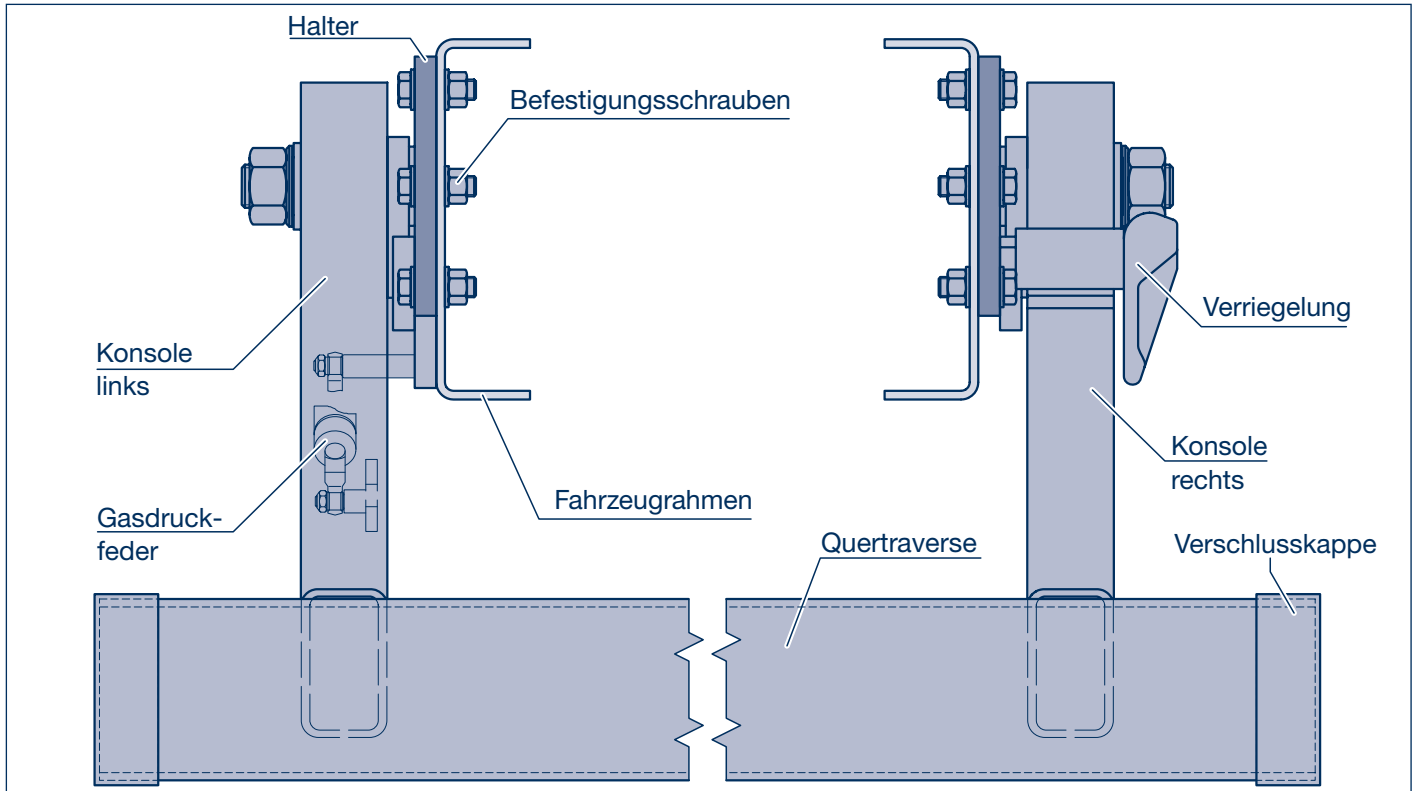 Halter
Befestigungsschrauben
Verriegelung
Konsole
links
Konsole
rechts
Gasdruck-
feder
Fahrzeugrahmen
Quertraverse
Verschlusskappe